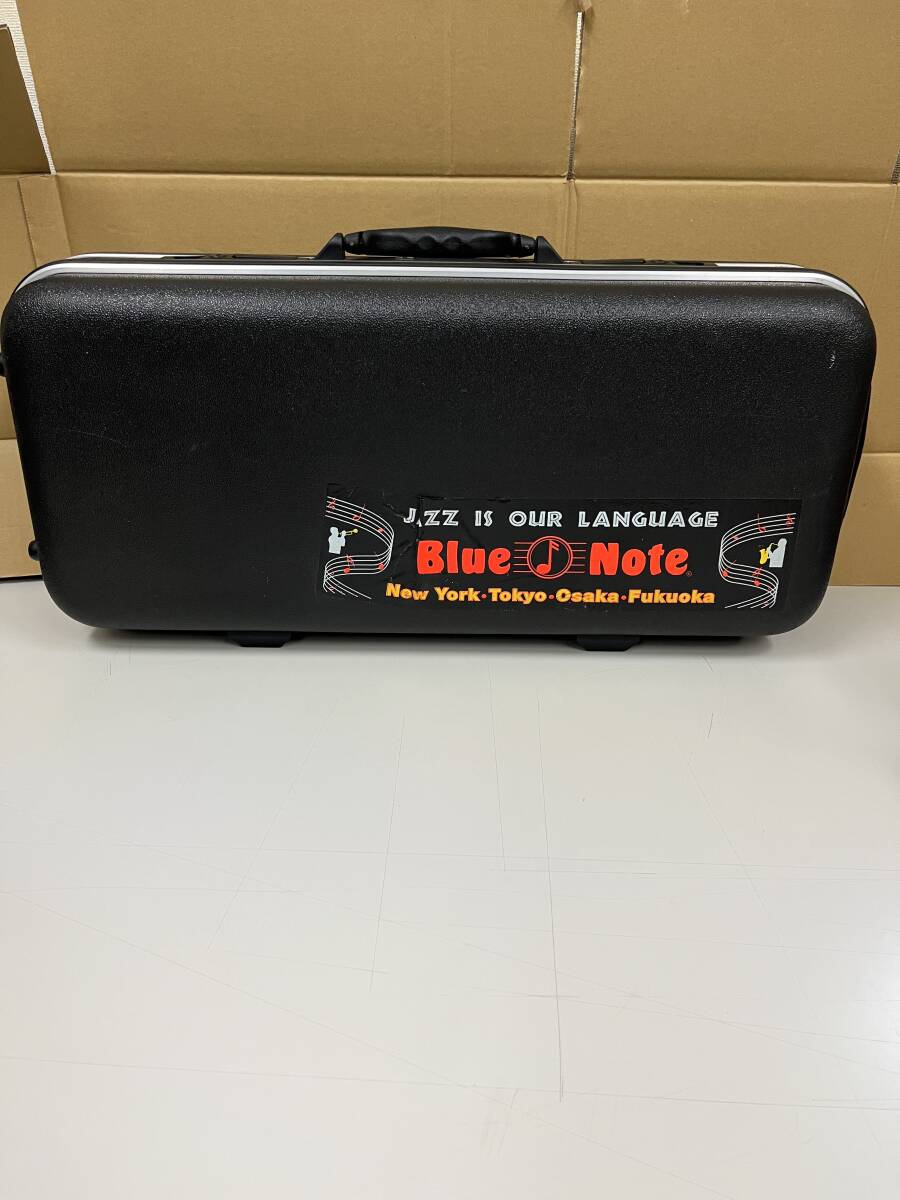 JAZZ IS OUR LANGUAGE
Blue Note®
New York·Tokyo·Osaka·Fukuoka